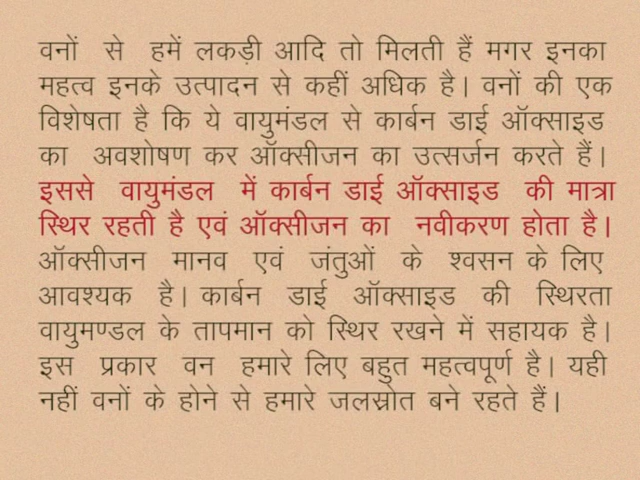 वनों से हमें लकड़ी आदि तो मिलती हैं मगर इनका
महत्व इनके उत्पादन से कहीं अधिक है। वनों की एक
विशेषता है कि ये वायुमंडल से कार्बन डाई ऑक्साइड
का अवशोषण कर ऑक्सीजन का उत्सर्जन करते हैं।
इससे वायुमंडल में कार्बन डाई ऑक्साइड की मात्रा
स्थिर रहती है एवं ऑक्सीजन का नवीकरण होता है।
ऑक्सीजन मानव एवं जंतुओं के श्वसन के लिए
आवश्यक है। कार्बन डाई ऑक्साइड की स्थिरता
वायुमण्डल के तापमान को स्थिर रखने में सहायक है।
इस प्रकार वन हमारे लिए बहुत महत्वपूर्ण है। यही
नहीं वनों के होने से हमारे जलस्रोत बने रहते हैं।